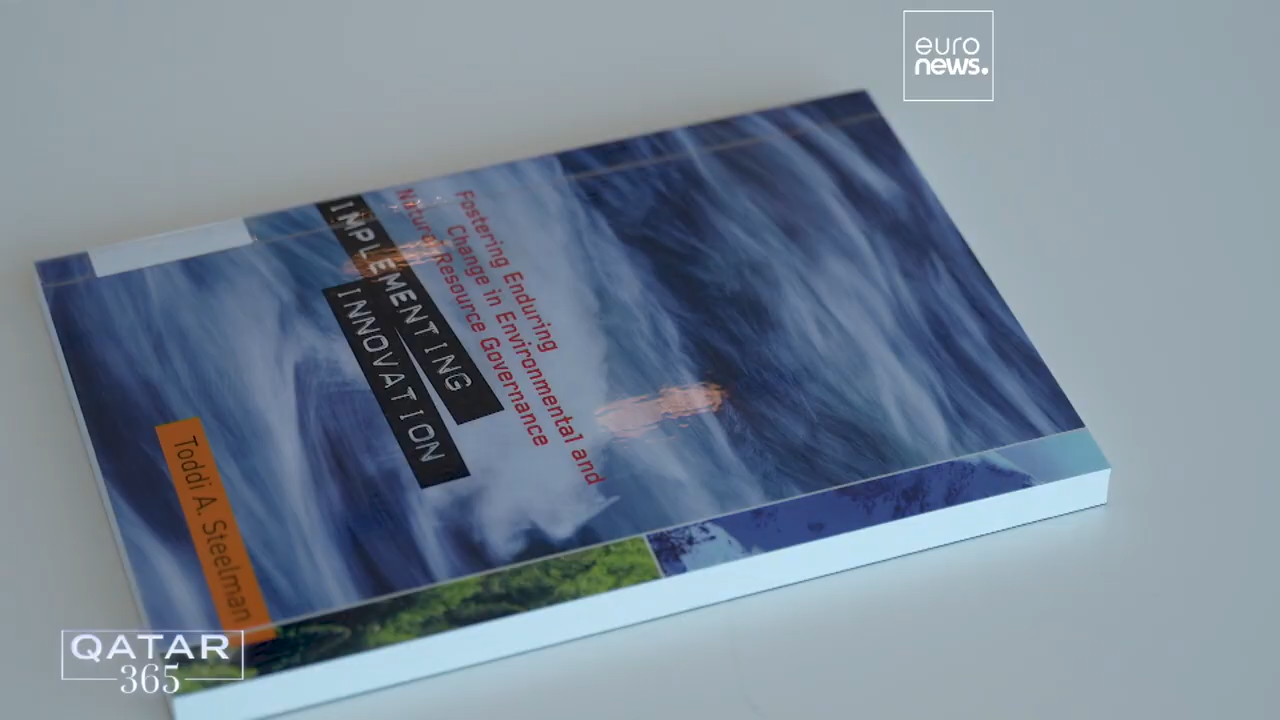 euro
news.
IMPLEMENTING
INNOVATION
Fostering Enduring
Change in Environmental and
Natural Resource Governance
Toddi A. Steelman
QATAR
365